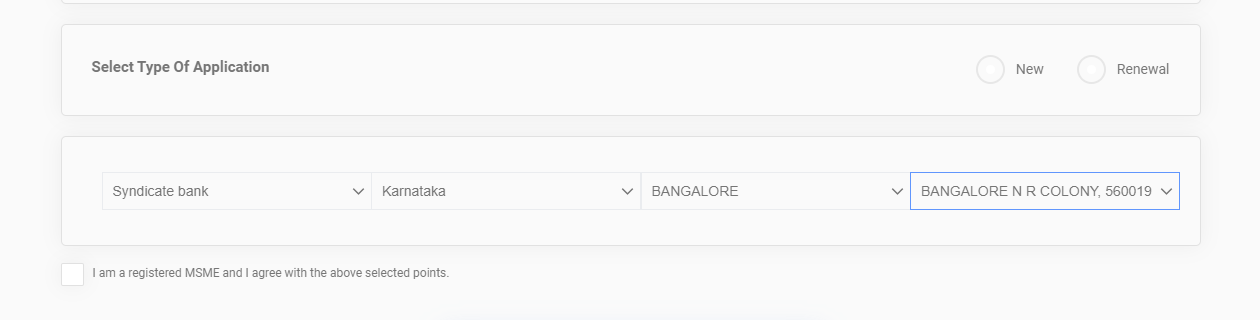 Select Type Of Application
New
Renewal
Syndicate bank
Karnataka
BANGALORE
BANGALORE N R COLONY, 560019
I am a registered MSME and I agree with the above selected points.